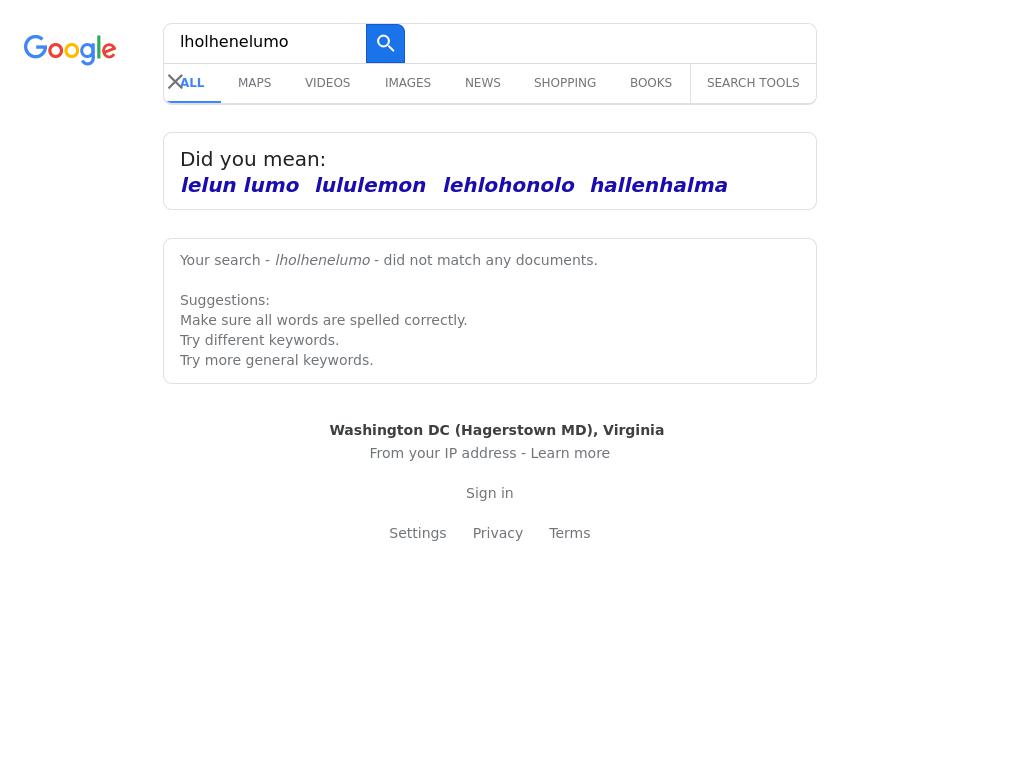 Google
lholhenelumo
ALL MAPS VIDEOS IMAGES NEWS SHOPPING BOOKS SEARCH TOOLS
Did you mean:
lelun lumo lululemon lehlohonolo hallenhalma
Your search - lholhenelumo - did not match any documents.
Suggestions:
Make sure all words are spelled correctly.
Try different keywords.
Try more general keywords.
Washington DC (Hagerstown MD), Virginia
From your IP address - Learn more
Sign in
Settings Privacy Terms